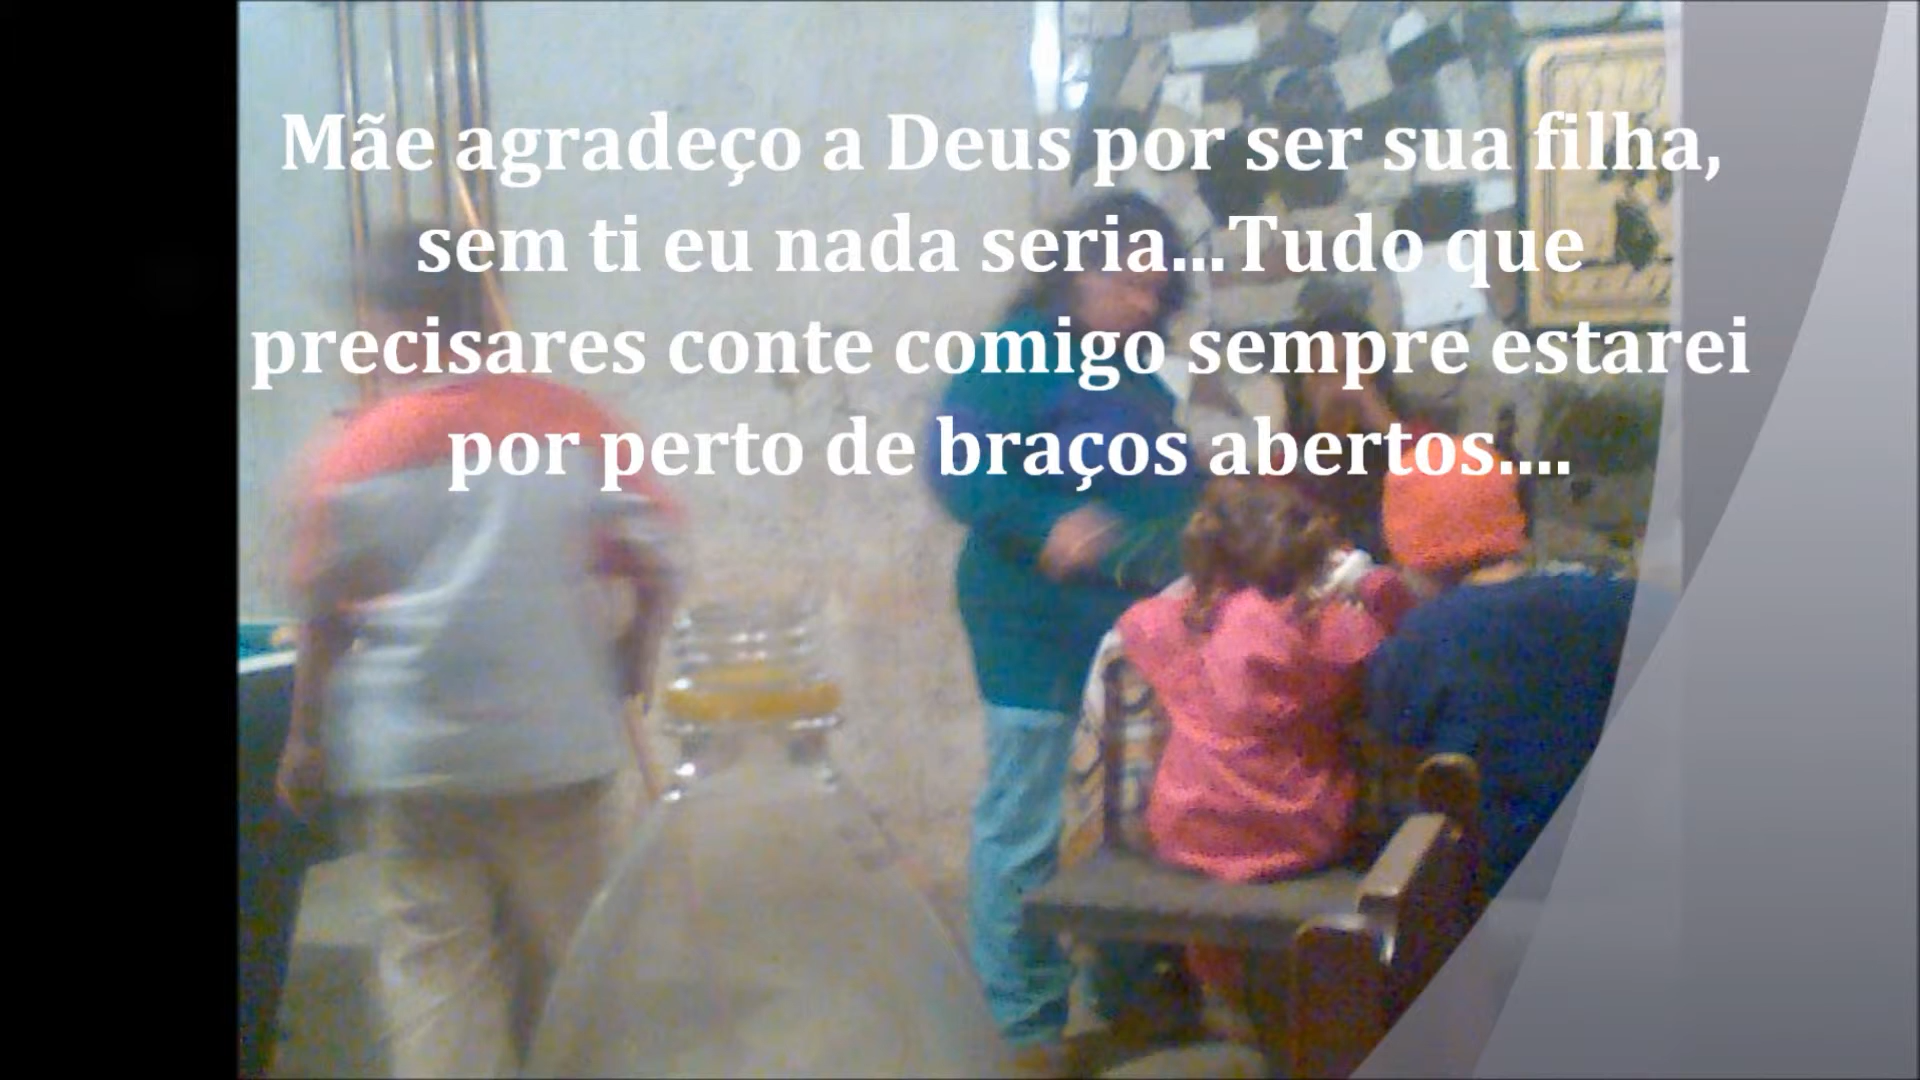 Mãe agradeço a Deus por ser sua filha,
sem ti eu nada seria...Tudo que
precisares conte comigo sempre estarei
por perto de braços abertos....